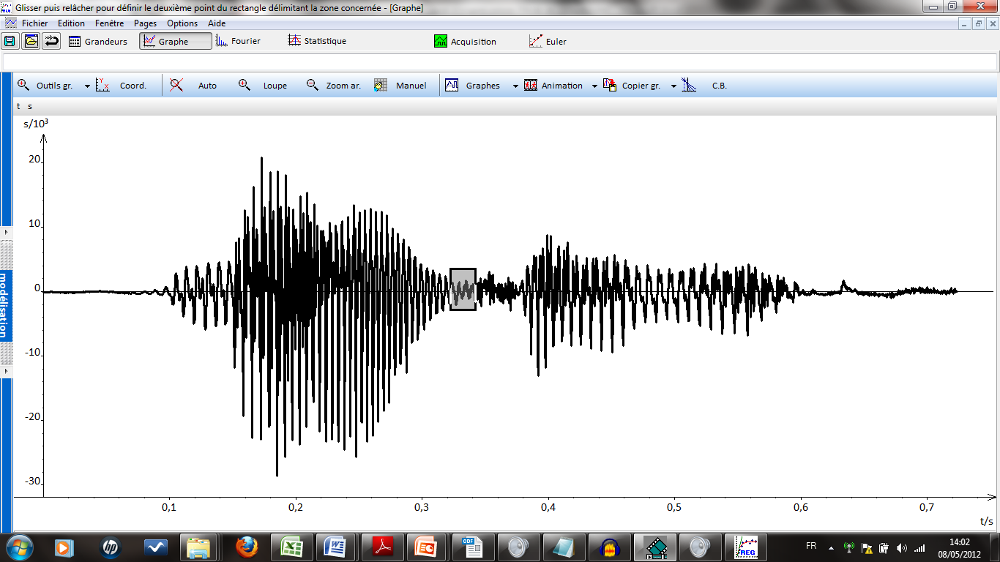 Glisser puis relâcher pour définir le deuxième point du rectangle délimitant la zone concernée - [Graphe]
Fichier Edition Fenêtre Pages Options Aide
Grandeurs Graphe Fourier Statistique Acquisition Euler
Outils gr. Coord. Auto Loupe Zoom ar. Manuel Graphes Animation Copier gr. C.B.
t s
s/10³
20
10
0
-10
-20
-30
0,1 0,2 0,3 0,4 0,5 0,6 0,7
t/s
modélisation
hp ODF REG
FR 14:02
08/05/2012